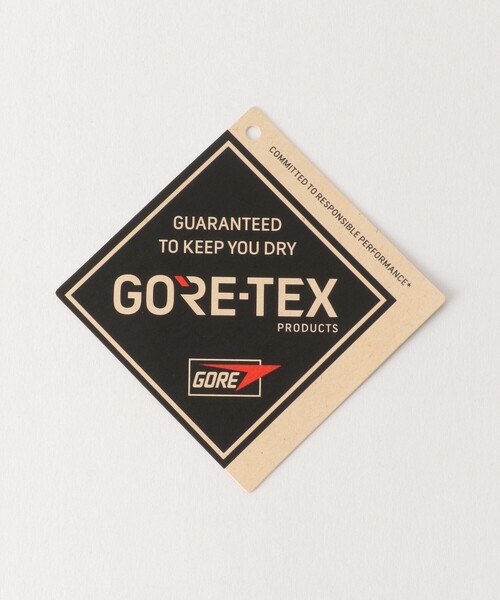 COMMITTED TO RESPONSIBLE PERFORMANCE*
GUARANTEED
TO KEEP YOU DRY
GORE-TEX
PRODUCTS
GORE